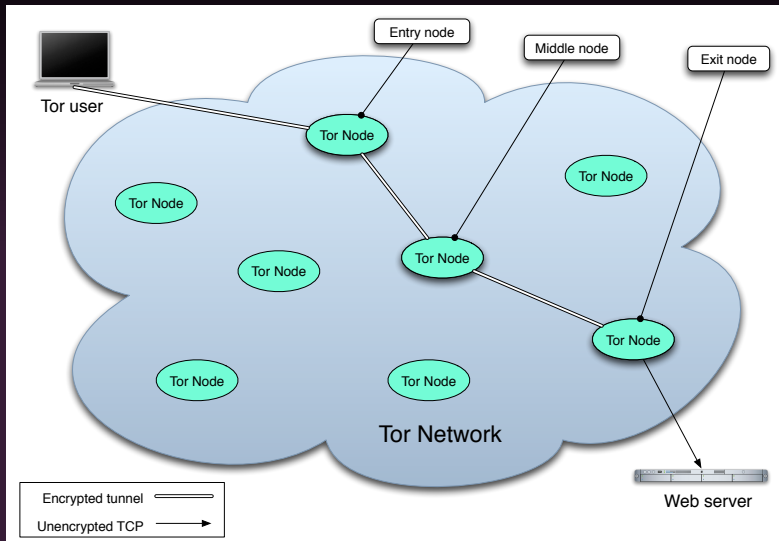 Entry node
Middle node
Exit node
Tor user
Tor Node
Tor Node
Tor Node
Tor Node
Tor Node
Tor Node
Tor Node
Tor Node
Tor Network
Web server
Encrypted tunnel
Unencrypted TCP